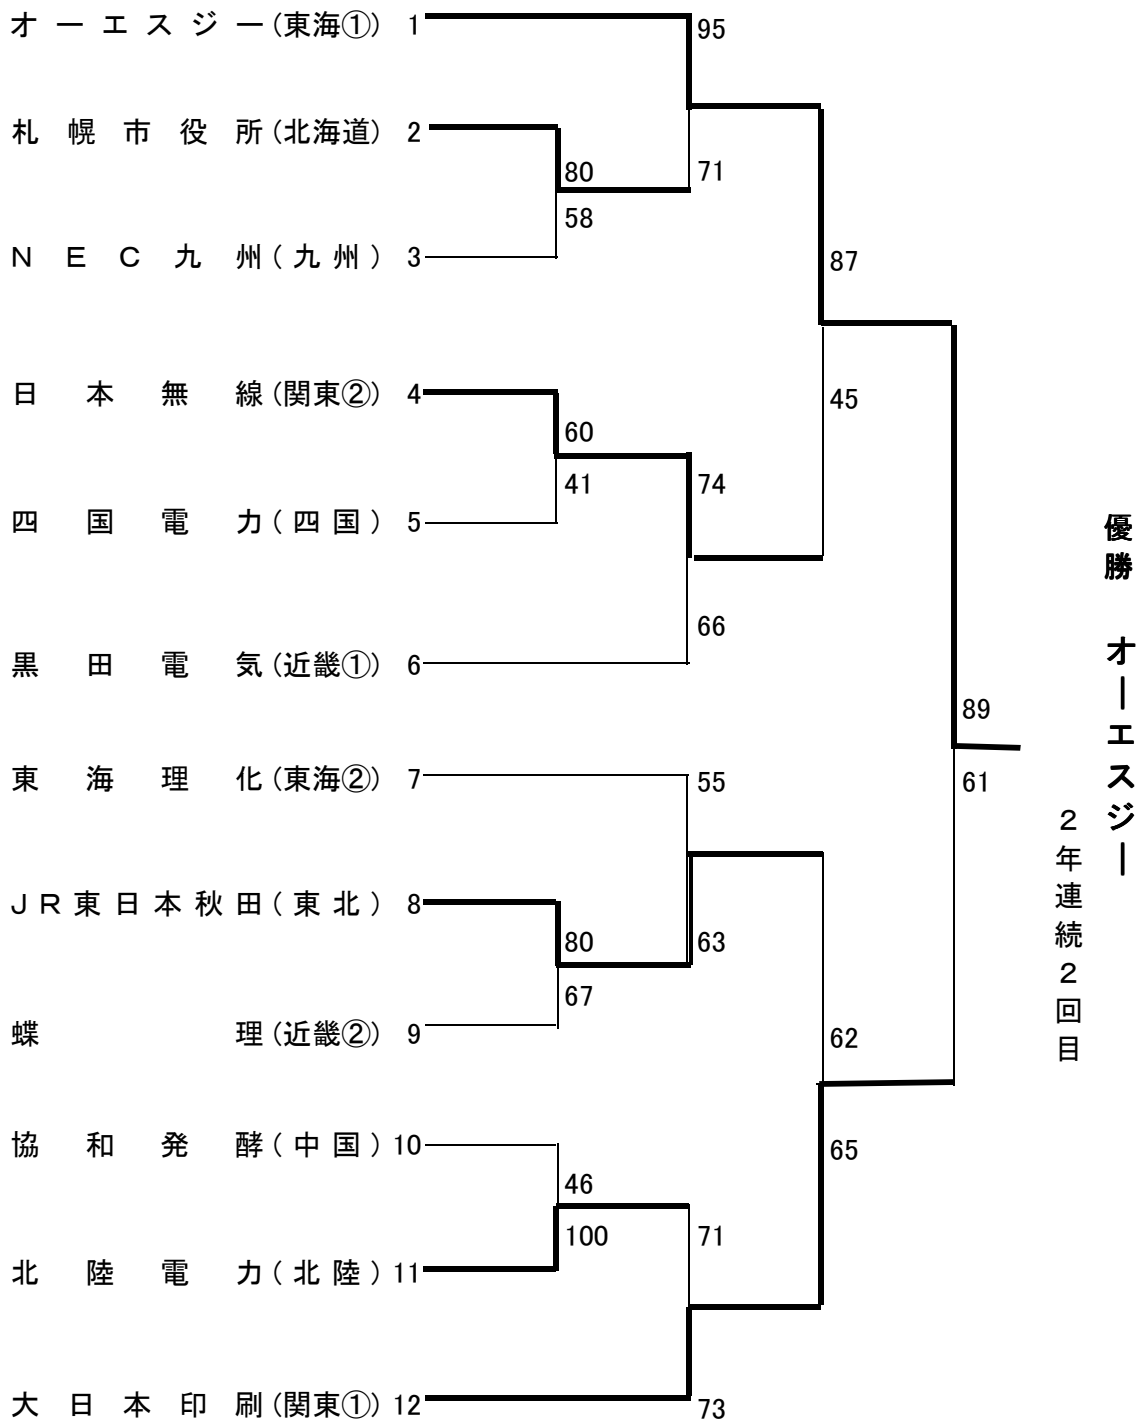 オーエスジー(東海①) 1
95
札幌市役所(北海道) 2
80
71
58
NEC九州(九州) 3
87
日本無線(関東②) 4
45
60
41
74
四国電力(四国) 5
66
黒田電気(近畿①) 6
89
東海理化(東海②) 7
55
61
JR東日本秋田(東北) 8
80
63
67
蝶理(近畿②) 9
62
協和発酵(中国) 10
65
46
100
71
北陸電力(北陸) 11
大日本印刷(関東①) 12
73
優勝 オーエスジー
2年連続2回目